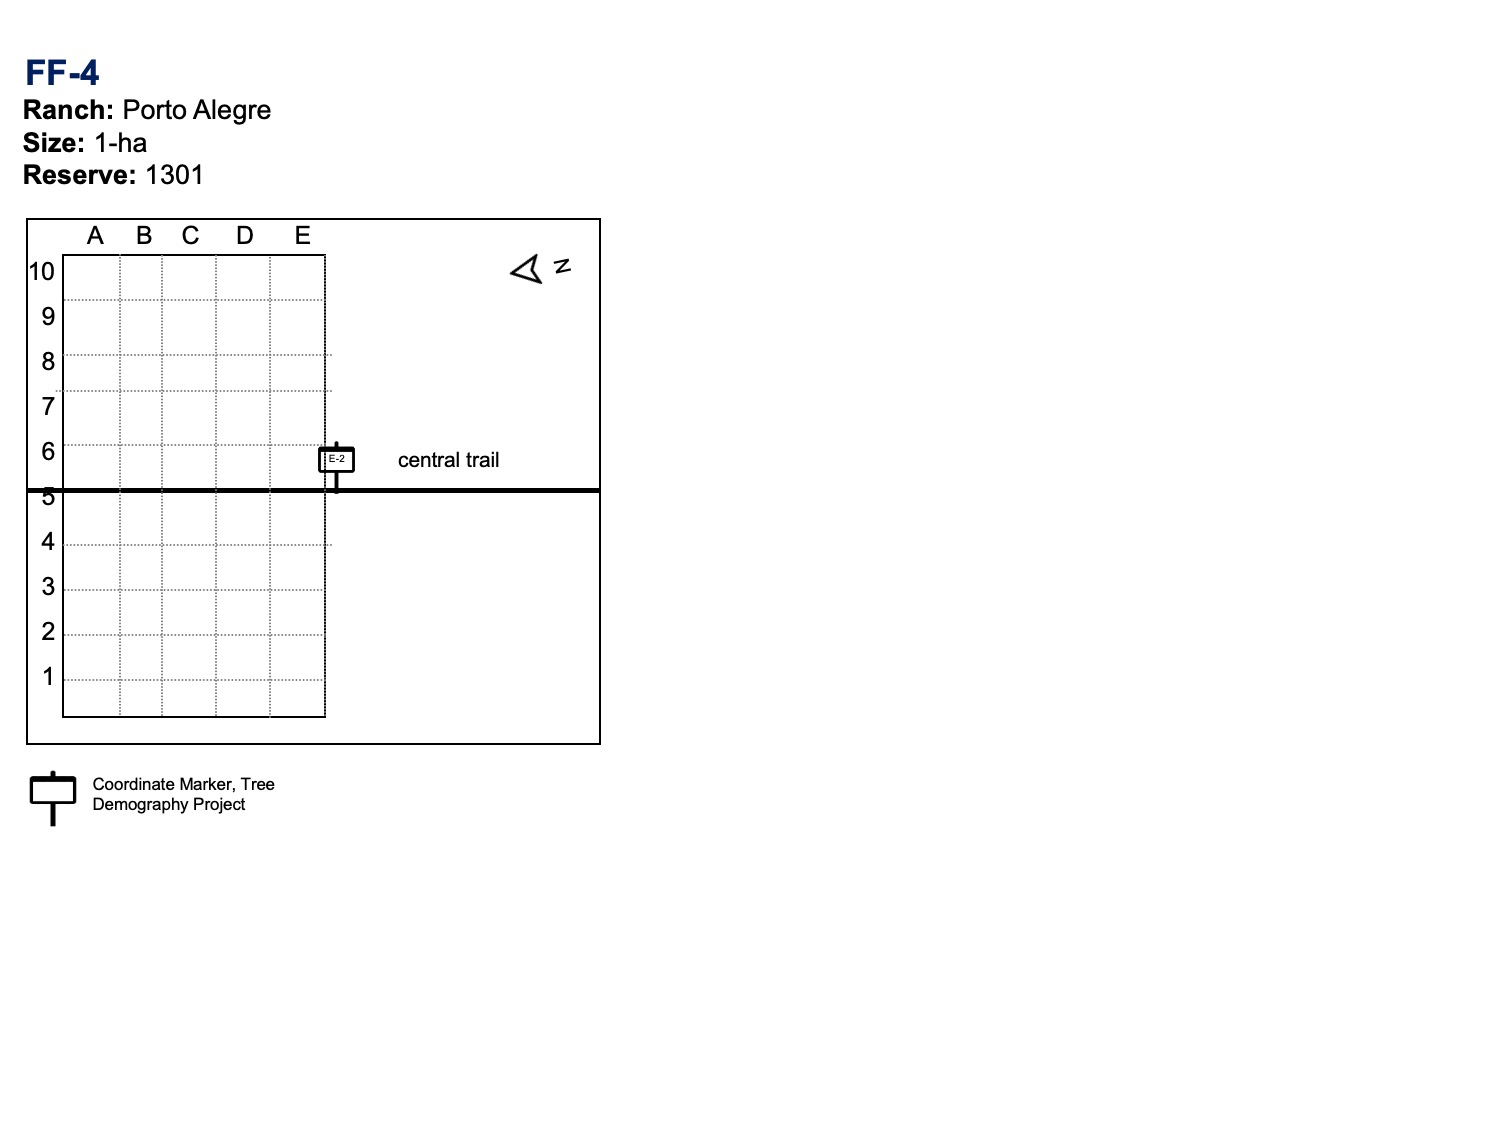 FF-4
Ranch: Porto Alegre
Size: 1-ha
Reserve: 1301
A B C D E
N
10
9
8
7
6
E-2
central trail
5
4
3
2
1
Coordinate Marker, Tree
Demography Project